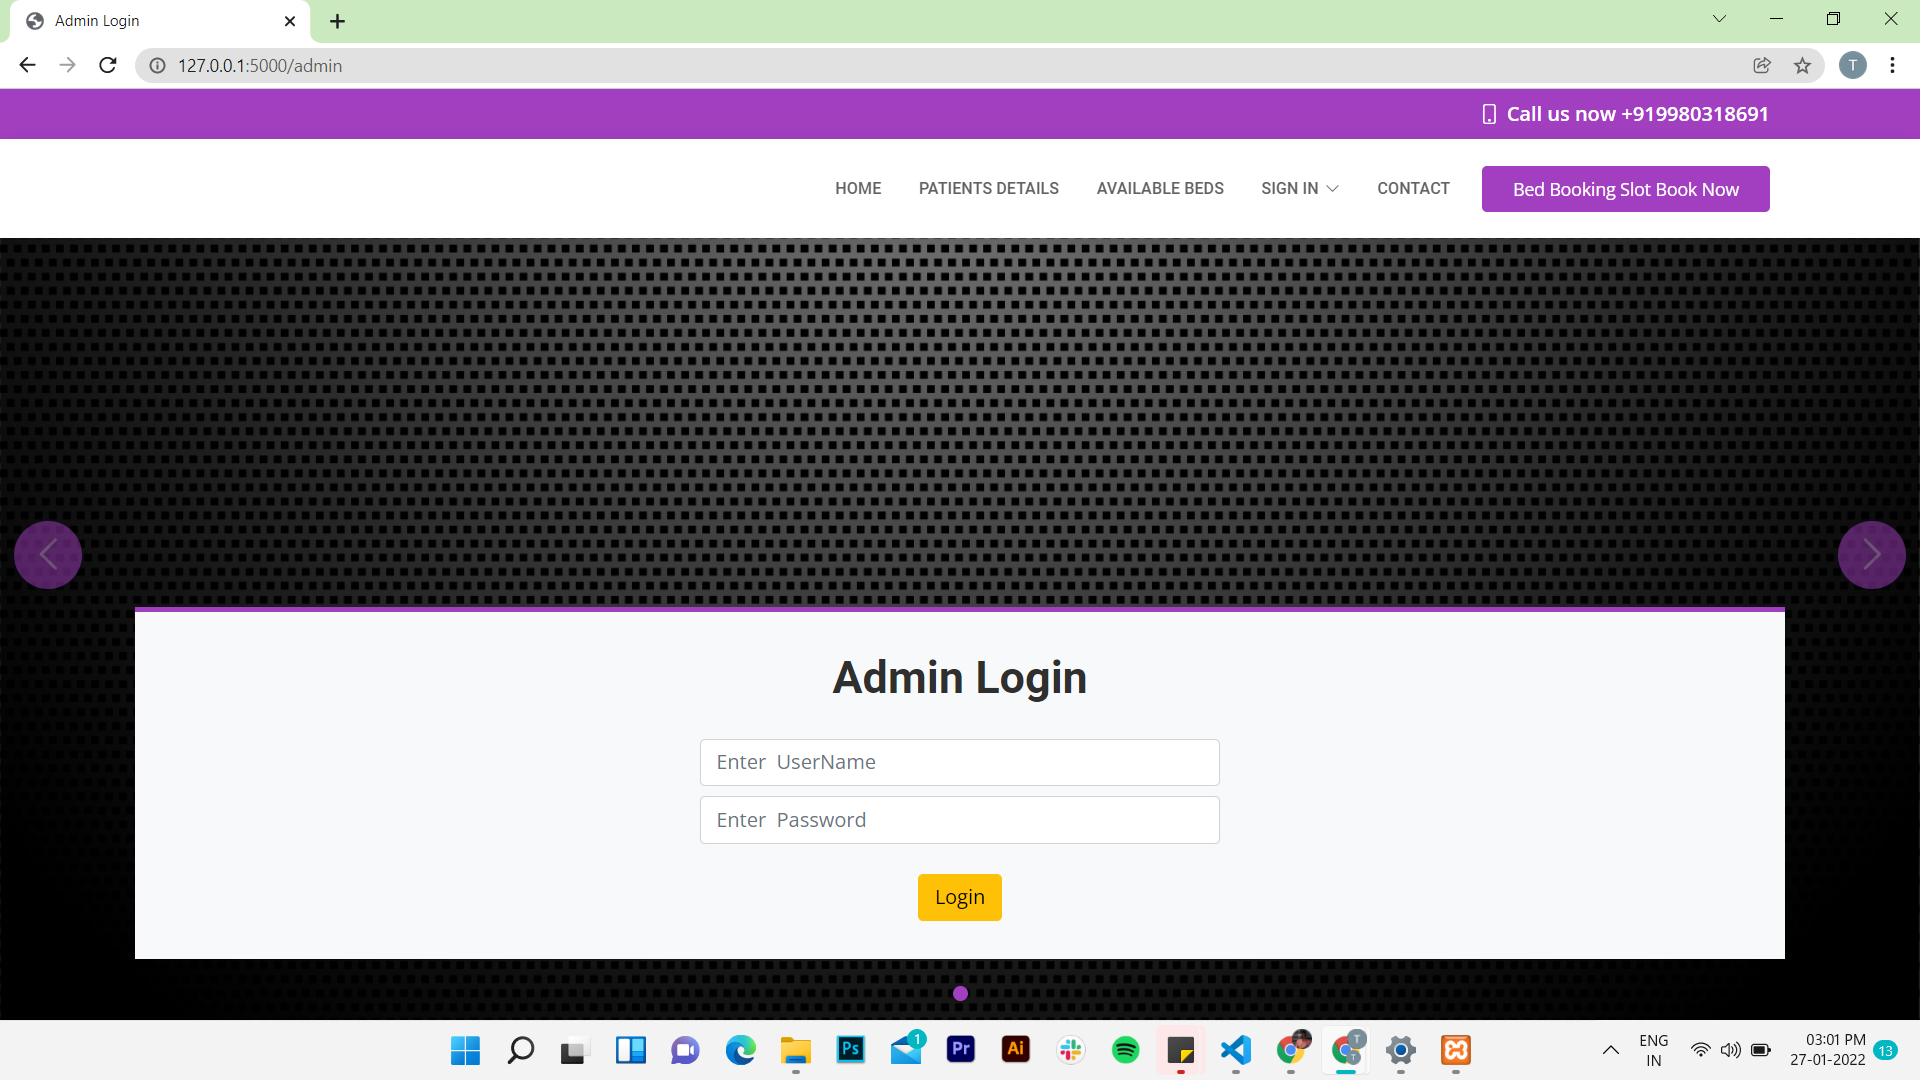 Admin Login
127.0.0.1:5000/admin
T
Call us now +919980318691
HOME PATIENTS DETAILS AVAILABLE BEDS SIGN IN CONTACT Bed Booking Slot Book Now
Admin Login
Enter UserName
Enter Password
Login
Ps 1 Pr Ai T T
ENG
IN
03:01 PM
27-01-2022
13